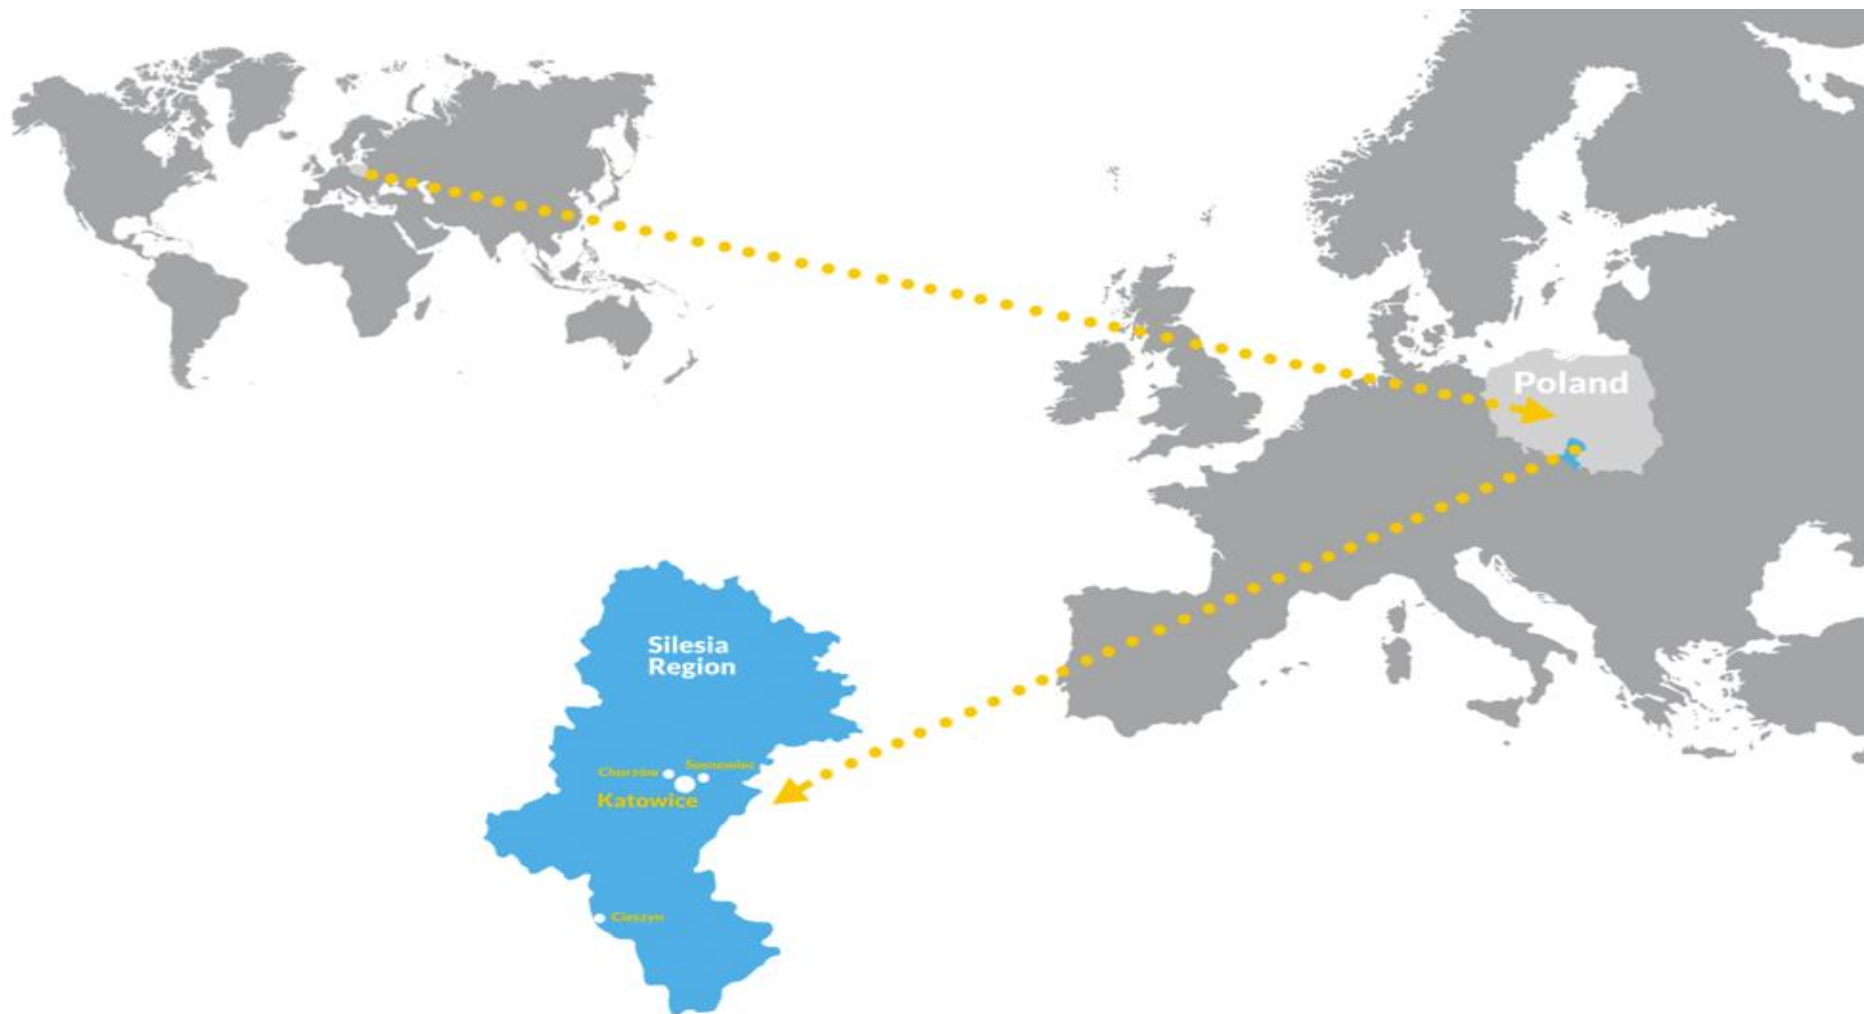 Poland
Silesia
Region
Chorzów
Sosnowiec
Katowice
Cieszyn